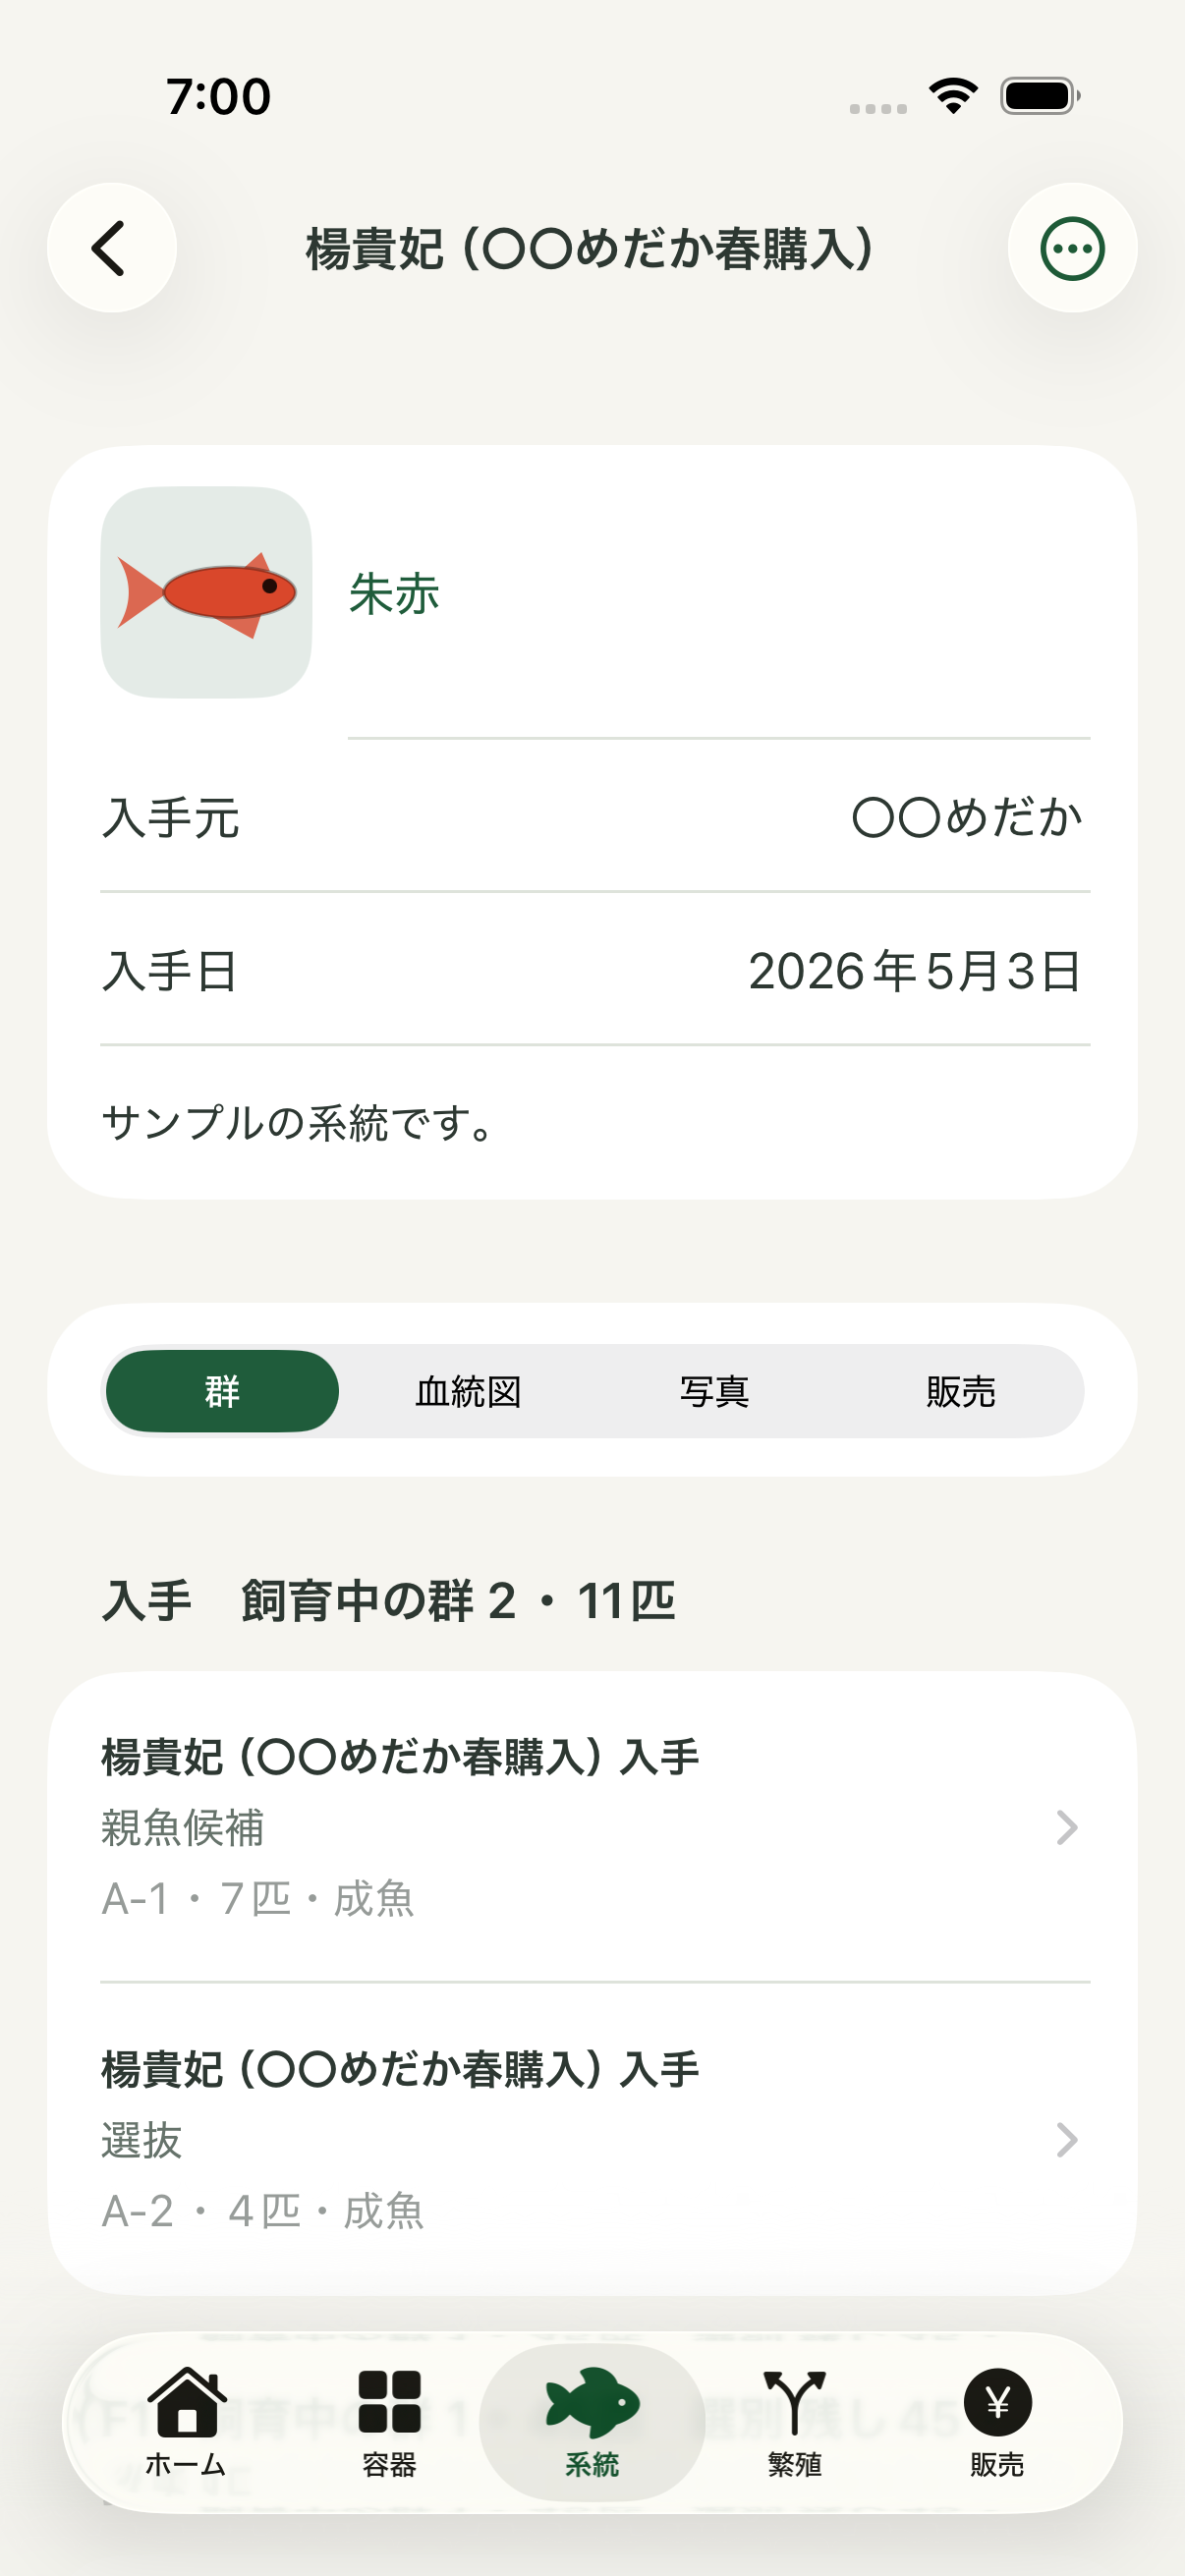 7:00
楊貴妃（〇〇めだか春購入）
朱赤
入手元
〇〇めだか
入手日
2026年5月3日
サンプルの系統です。
群
血統図
写真
販売
入手　飼育中の群 2・11匹
楊貴妃（〇〇めだか春購入）入手
親魚候補
A-1・7匹・成魚
楊貴妃（〇〇めだか春購入）入手
選抜
A-2・4匹・成魚
ホーム
容器
系統
繁殖
販売